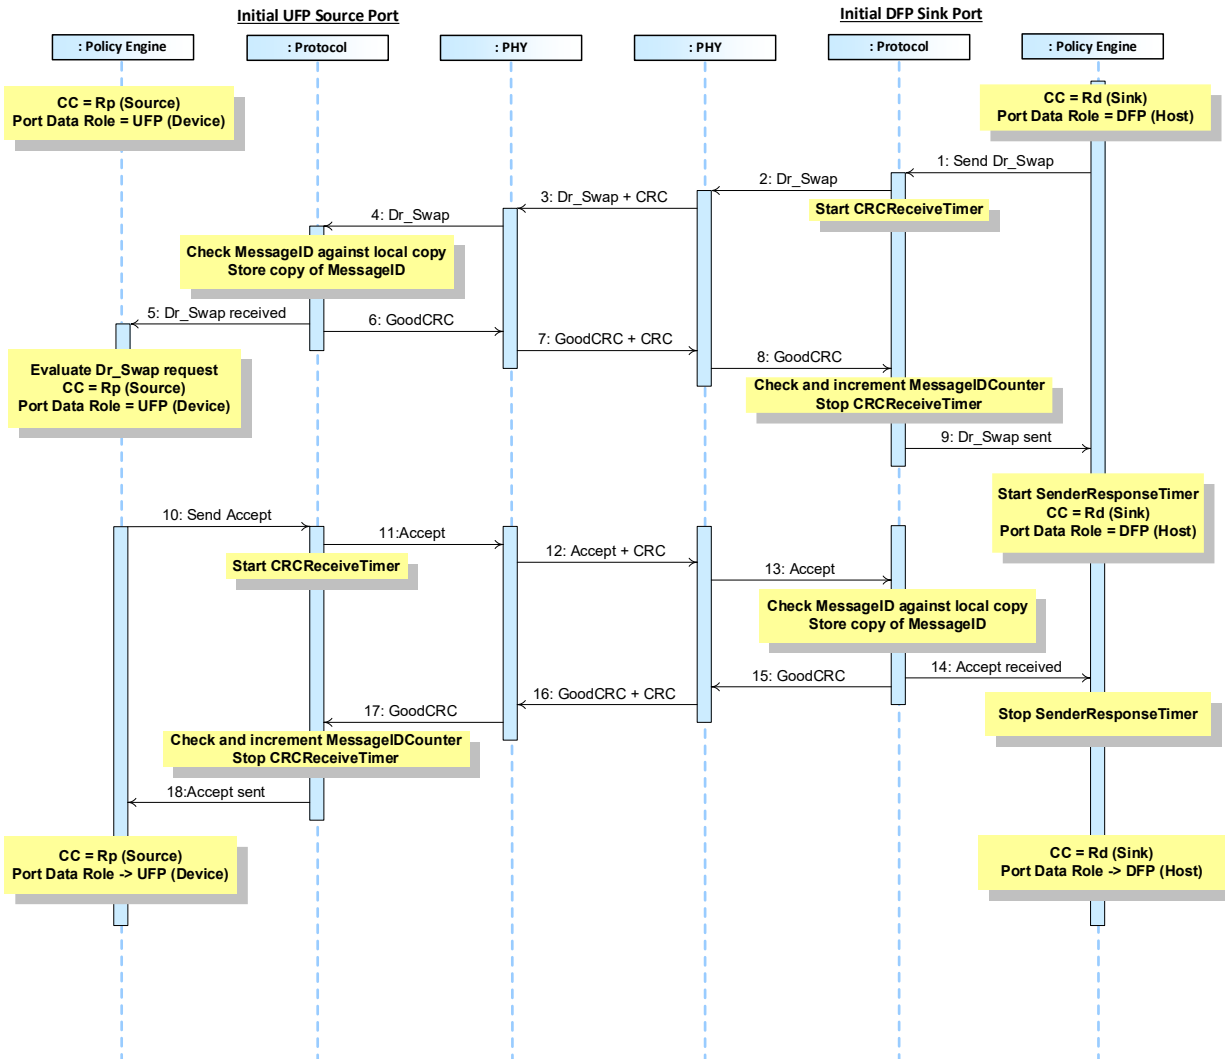 Initial UFP Source Port
Initial DFP Sink Port
: Policy Engine
: Protocol
: PHY
: PHY
: Protocol
: Policy Engine
CC = Rp (Source)
Port Data Role = UFP (Device)
CC = Rd (Sink)
Port Data Role = DFP (Host)
1: Send Dr_Swap
2: Dr_Swap
Start CRCReceiveTimer
3: Dr_Swap + CRC
4: Dr_Swap
Check MessageID against local copy
Store copy of MessageID
5: Dr_Swap received
6: GoodCRC
7: GoodCRC + CRC
8: GoodCRC
Evaluate Dr_Swap request
CC = Rp (Source)
Port Data Role = UFP (Device)
Check and increment MessageIDCounter
Stop CRCReceiveTimer
9: Dr_Swap sent
Start SenderResponseTimer
CC = Rd (Sink)
Port Data Role = DFP (Host)
10: Send Accept
11:Accept
Start CRCReceiveTimer
12: Accept + CRC
13: Accept
Check MessageID against local copy
Store copy of MessageID
14: Accept received
15: GoodCRC
16: GoodCRC + CRC
17: GoodCRC
Stop SenderResponseTimer
Check and increment MessageIDCounter
Stop CRCReceiveTimer
18:Accept sent
CC = Rp (Source)
Port Data Role -> UFP (Device)
CC = Rd (Sink)
Port Data Role -> DFP (Host)